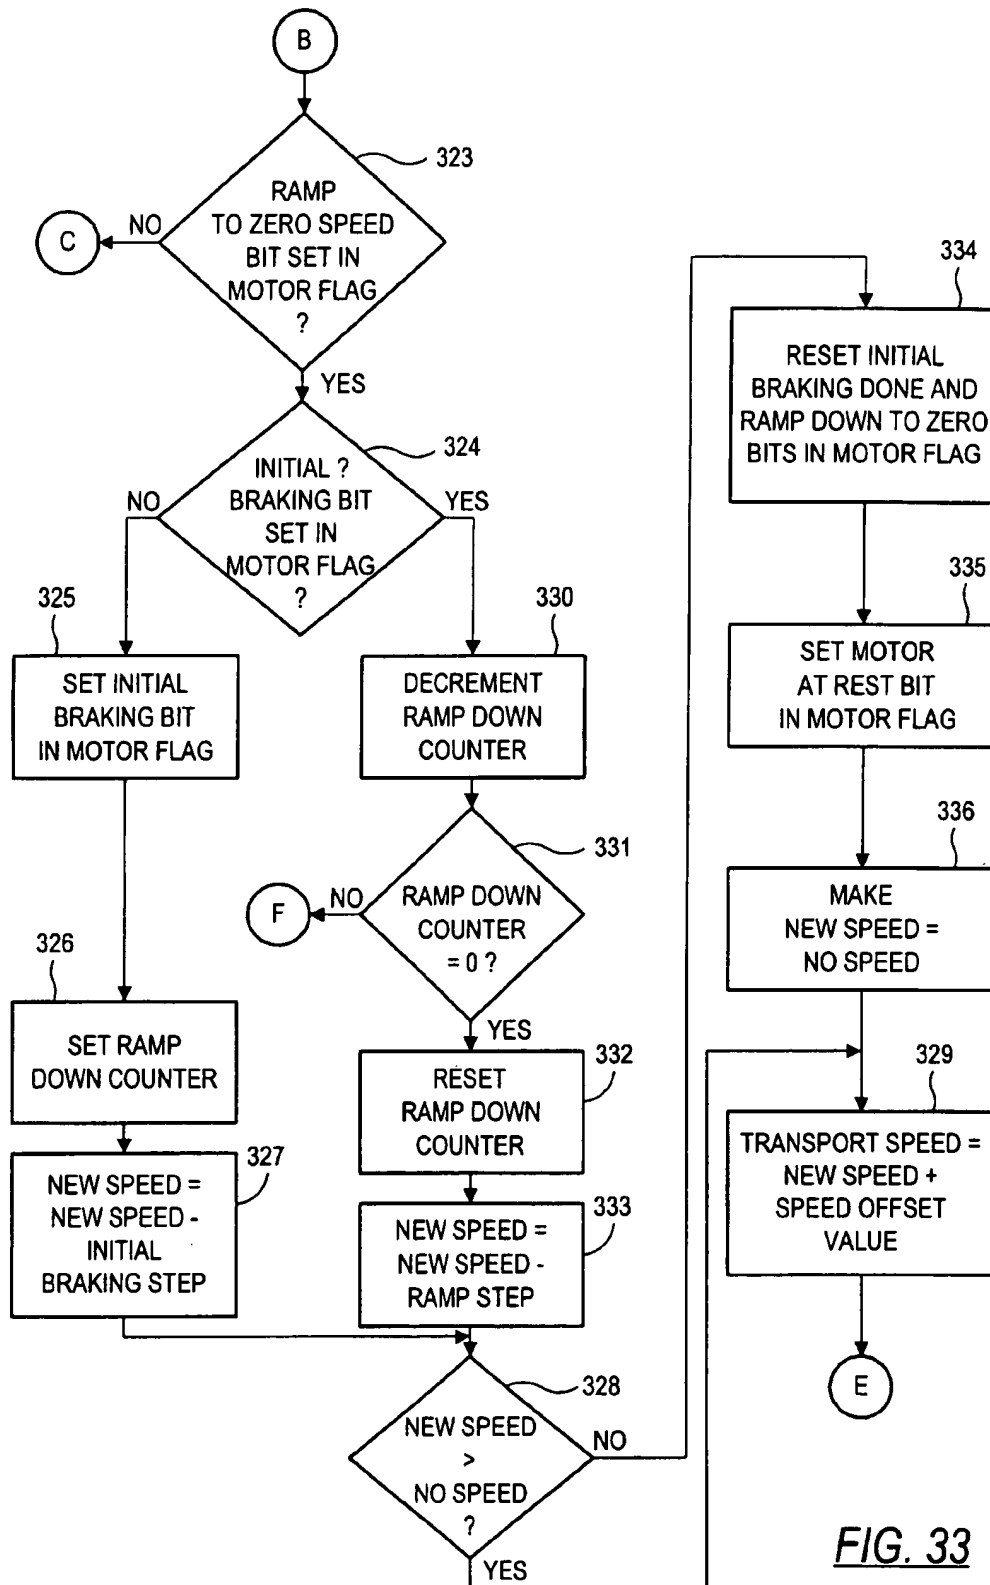 B
323
RAMP
TO ZERO SPEED
BIT SET IN
MOTOR FLAG
?
NO
C
YES
324
INITIAL ?
BRAKING BIT
SET IN
MOTOR FLAG
?
NO
YES
325
SET INITIAL
BRAKING BIT
IN MOTOR FLAG
326
SET RAMP
DOWN COUNTER
327
NEW SPEED =
NEW SPEED -
INITIAL
BRAKING STEP
330
DECREMENT
RAMP DOWN
COUNTER
331
RAMP DOWN
COUNTER
= 0 ?
NO
F
YES
332
RESET
RAMP DOWN
COUNTER
333
NEW SPEED =
NEW SPEED -
RAMP STEP
328
NEW SPEED
>
NO SPEED
?
NO
YES
334
RESET INITIAL
BRAKING DONE AND
RAMP DOWN TO ZERO
BITS IN MOTOR FLAG
335
SET MOTOR
AT REST BIT
IN MOTOR FLAG
336
MAKE
NEW SPEED =
NO SPEED
329
TRANSPORT SPEED =
NEW SPEED +
SPEED OFFSET
VALUE
E
FIG. 33